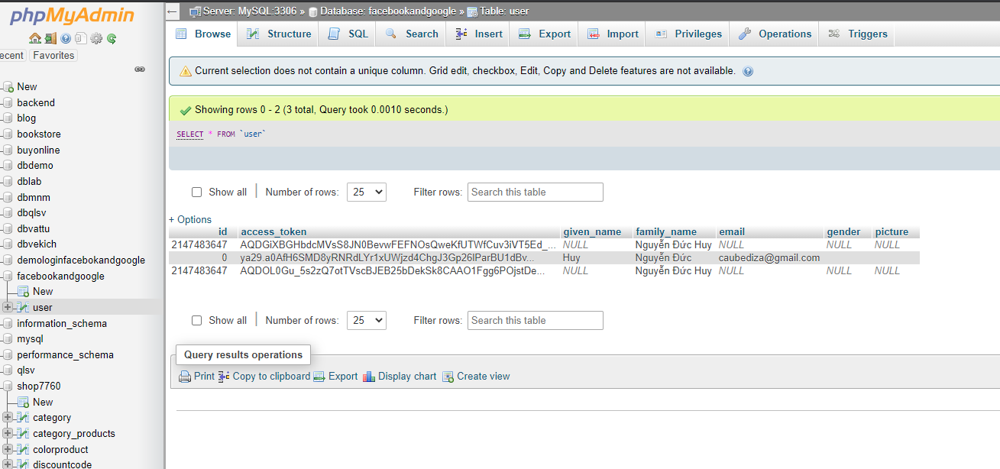 phpMyAdmin
ecent Favorites
New
backend
blog
bookstore
buyonline
dbdemo
dblab
dbmnm
dbqlsv
dbvattu
dbvekich
demologinfacebokandgoogle
facebookandgoogle
New
user
information_schema
mysql
performance_schema
qlsv
shop7760
New
category
category_products
colorproduct
discountcode
Server: MySQL:3306 » Database: facebookandgoogle » Table: user
Browse Structure SQL Search Insert Export Import Privileges Operations Triggers
Current selection does not contain a unique column. Grid edit, checkbox, Edit, Copy and Delete features are not available.
Showing rows 0 - 2 (3 total, Query took 0.0010 seconds.)
SELECT * FROM `user`
Show all Number of rows: 25 Filter rows: Search this table
+ Options
id access_token given_name family_name email gender picture
2147483647 AQDGiXBGHbdcMVsS8JN0BevwFEFNOsQweKfUTWfCuv3iVT5Ed_... NULL Nguyễn Đức Huy NULL NULL NULL
0 ya29.a0AfH6SMD8yRNRdLYr1xUWjzd4ChgJ3Gp26IParBU1dBv... Huy Nguyễn Đức caubediza@gmail.com
2147483647 AQDOL0Gu_5s2zQ7otTVscBJEB25bDekSk8CAAO1Fgg6POjstDe... NULL Nguyễn Đức Huy NULL NULL NULL
Show all Number of rows: 25 Filter rows: Search this table
Query results operations
Print Copy to clipboard Export Display chart Create view